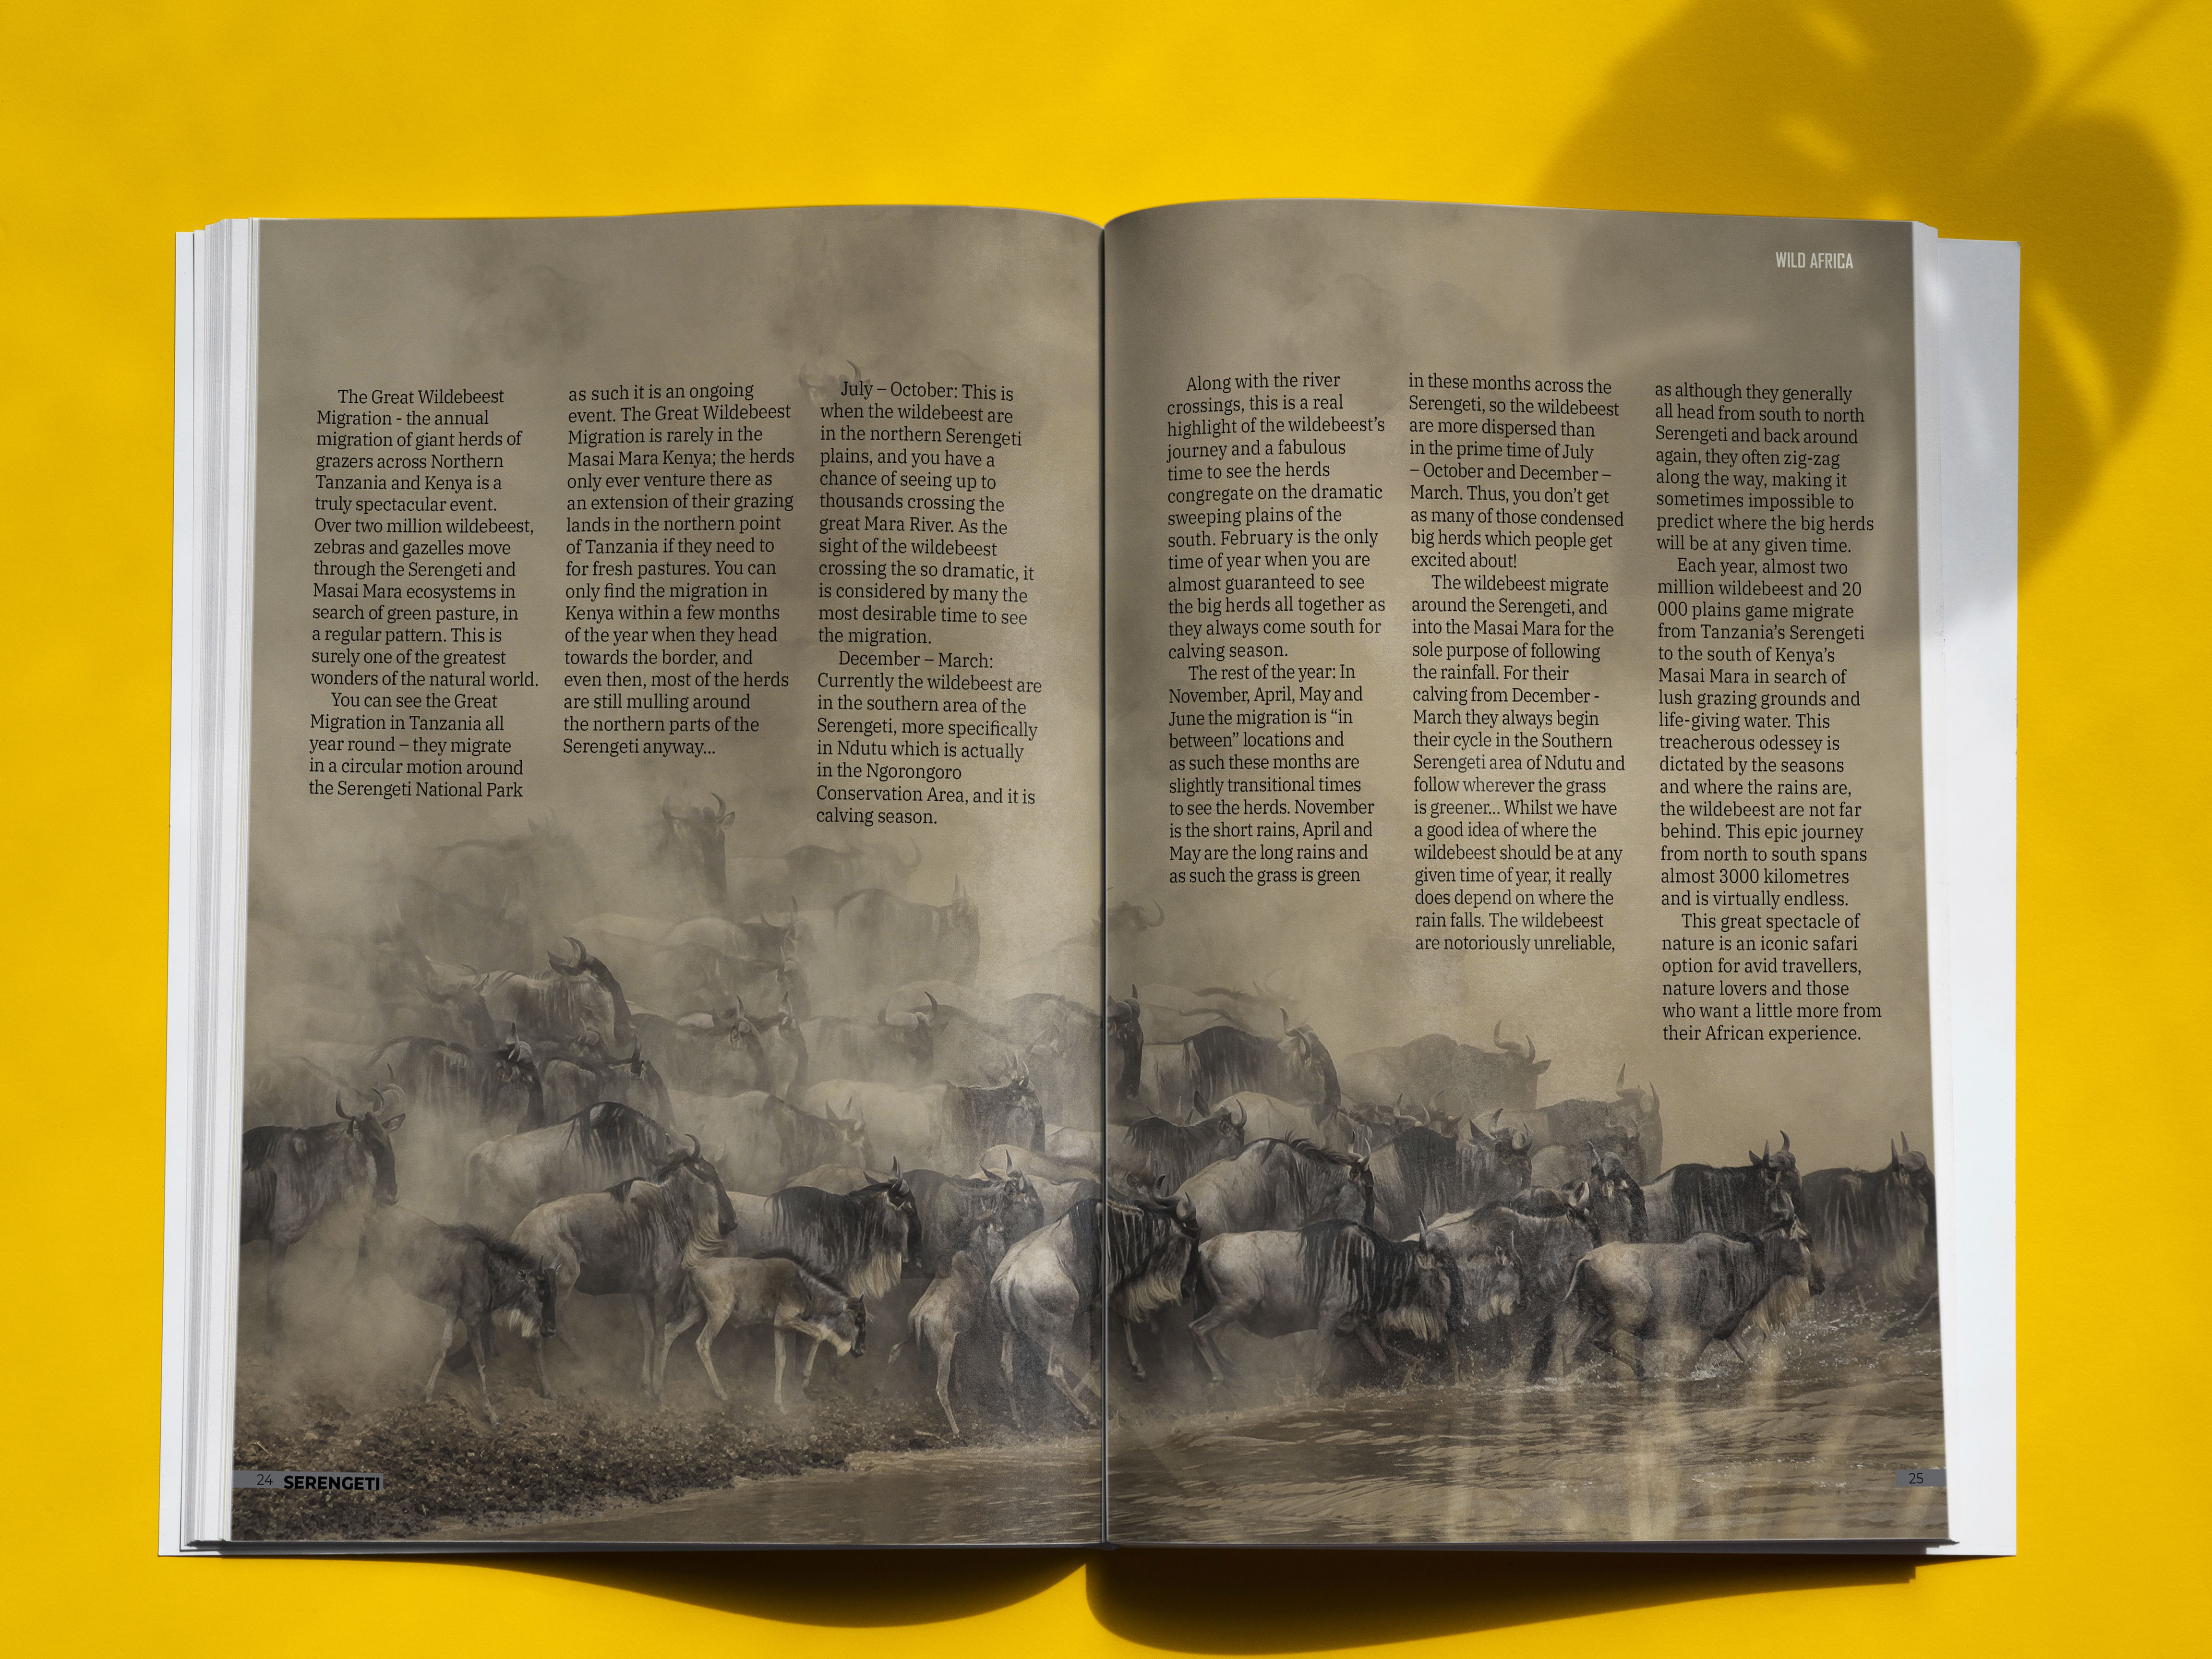 WILD AFRICA
The Great Wildebeest
Migration - the annual
migration of giant herds of
grazers across Northern
Tanzania and Kenya is a
truly spectacular event.
Over two million wildebeest,
zebras and gazelles move
through the Serengeti and
Masai Mara ecosystems in
search of green pasture, in
a regular pattern. This is
surely one of the greatest
wonders of the natural world.
You can see the Great
Migration in Tanzania all
year round – they migrate
in a circular motion around
the Serengeti National Park
as such it is an ongoing
event. The Great Wildebeest
Migration is rarely in the
Masai Mara Kenya; the herds
only ever venture there as
an extension of their grazing
lands in the northern point
of Tanzania if they need to
for fresh pastures. You can
only find the migration in
Kenya within a few months
of the year when they head
towards the border, and
even then, most of the herds
are still mulling around
the northern parts of the
Serengeti anyway...
July – October: This is
when the wildebeest are
in the northern Serengeti
plains, and you have a
chance of seeing up to
thousands crossing the
great Mara River. As the
sight of the wildebeest
crossing the so dramatic, it
is considered by many the
most desirable time to see
the migration.
December – March:
Currently the wildebeest are
in the southern area of the
Serengeti, more specifically
in Ndutu which is actually
in the Ngorongoro
Conservation Area, and it is
calving season.
Along with the river
crossings, this is a real
highlight of the wildebeest’s
journey and a fabulous
time to see the herds
congregate on the dramatic
sweeping plains of the
south. February is the only
time of year when you are
almost guaranteed to see
the big herds all together as
they always come south for
calving season.
The rest of the year: In
November, April, May and
June the migration is “in
between” locations and
as such these months are
slightly transitional times
to see the herds. November
is the short rains, April and
May are the long rains and
as such the grass is green
in these months across the
Serengeti, so the wildebeest
are more dispersed than
in the prime time of July
– October and December –
March. Thus, you don’t get
as many of those condensed
big herds which people get
excited about!
The wildebeest migrate
around the Serengeti, and
into the Masai Mara for the
sole purpose of following
the rainfall. For their
calving from December -
March they always begin
their cycle in the Southern
Serengeti area of Ndutu and
follow wherever the grass
is greener... Whilst we have
a good idea of where the
wildebeest should be at any
given time of year, it really
does depend on where the
rain falls. The wildebeest
are notoriously unreliable,
as although they generally
all head from south to north
Serengeti and back around
again, they often zig-zag
along the way, making it
sometimes impossible to
predict where the big herds
will be at any given time.
Each year, almost two
million wildebeest and 20
000 plains game migrate
from Tanzania’s Serengeti
to the south of Kenya’s
Masai Mara in search of
lush grazing grounds and
life-giving water. This
treacherous odessey is
dictated by the seasons
and where the rains are,
the wildebeest are not far
behind. This epic journey
from north to south spans
almost 3000 kilometres
and is virtually endless.
This great spectacle of
nature is an iconic safari
option for avid travellers,
nature lovers and those
who want a little more from
their African experience.
24 SERENGETI
25